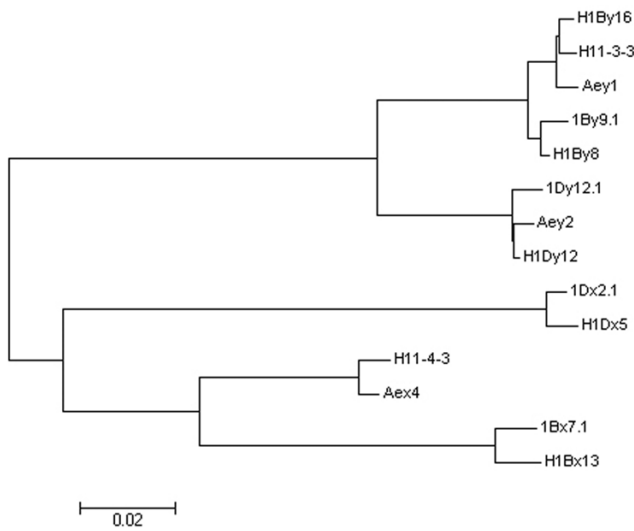 H1By16
H11-3-3
Aey1
1By9.1
H1By8
1Dy12.1
Aey2
H1Dy12
1Dx2.1
H1Dx5
H11-4-3
Aex4
1Bx7.1
H1Bx13
0.02